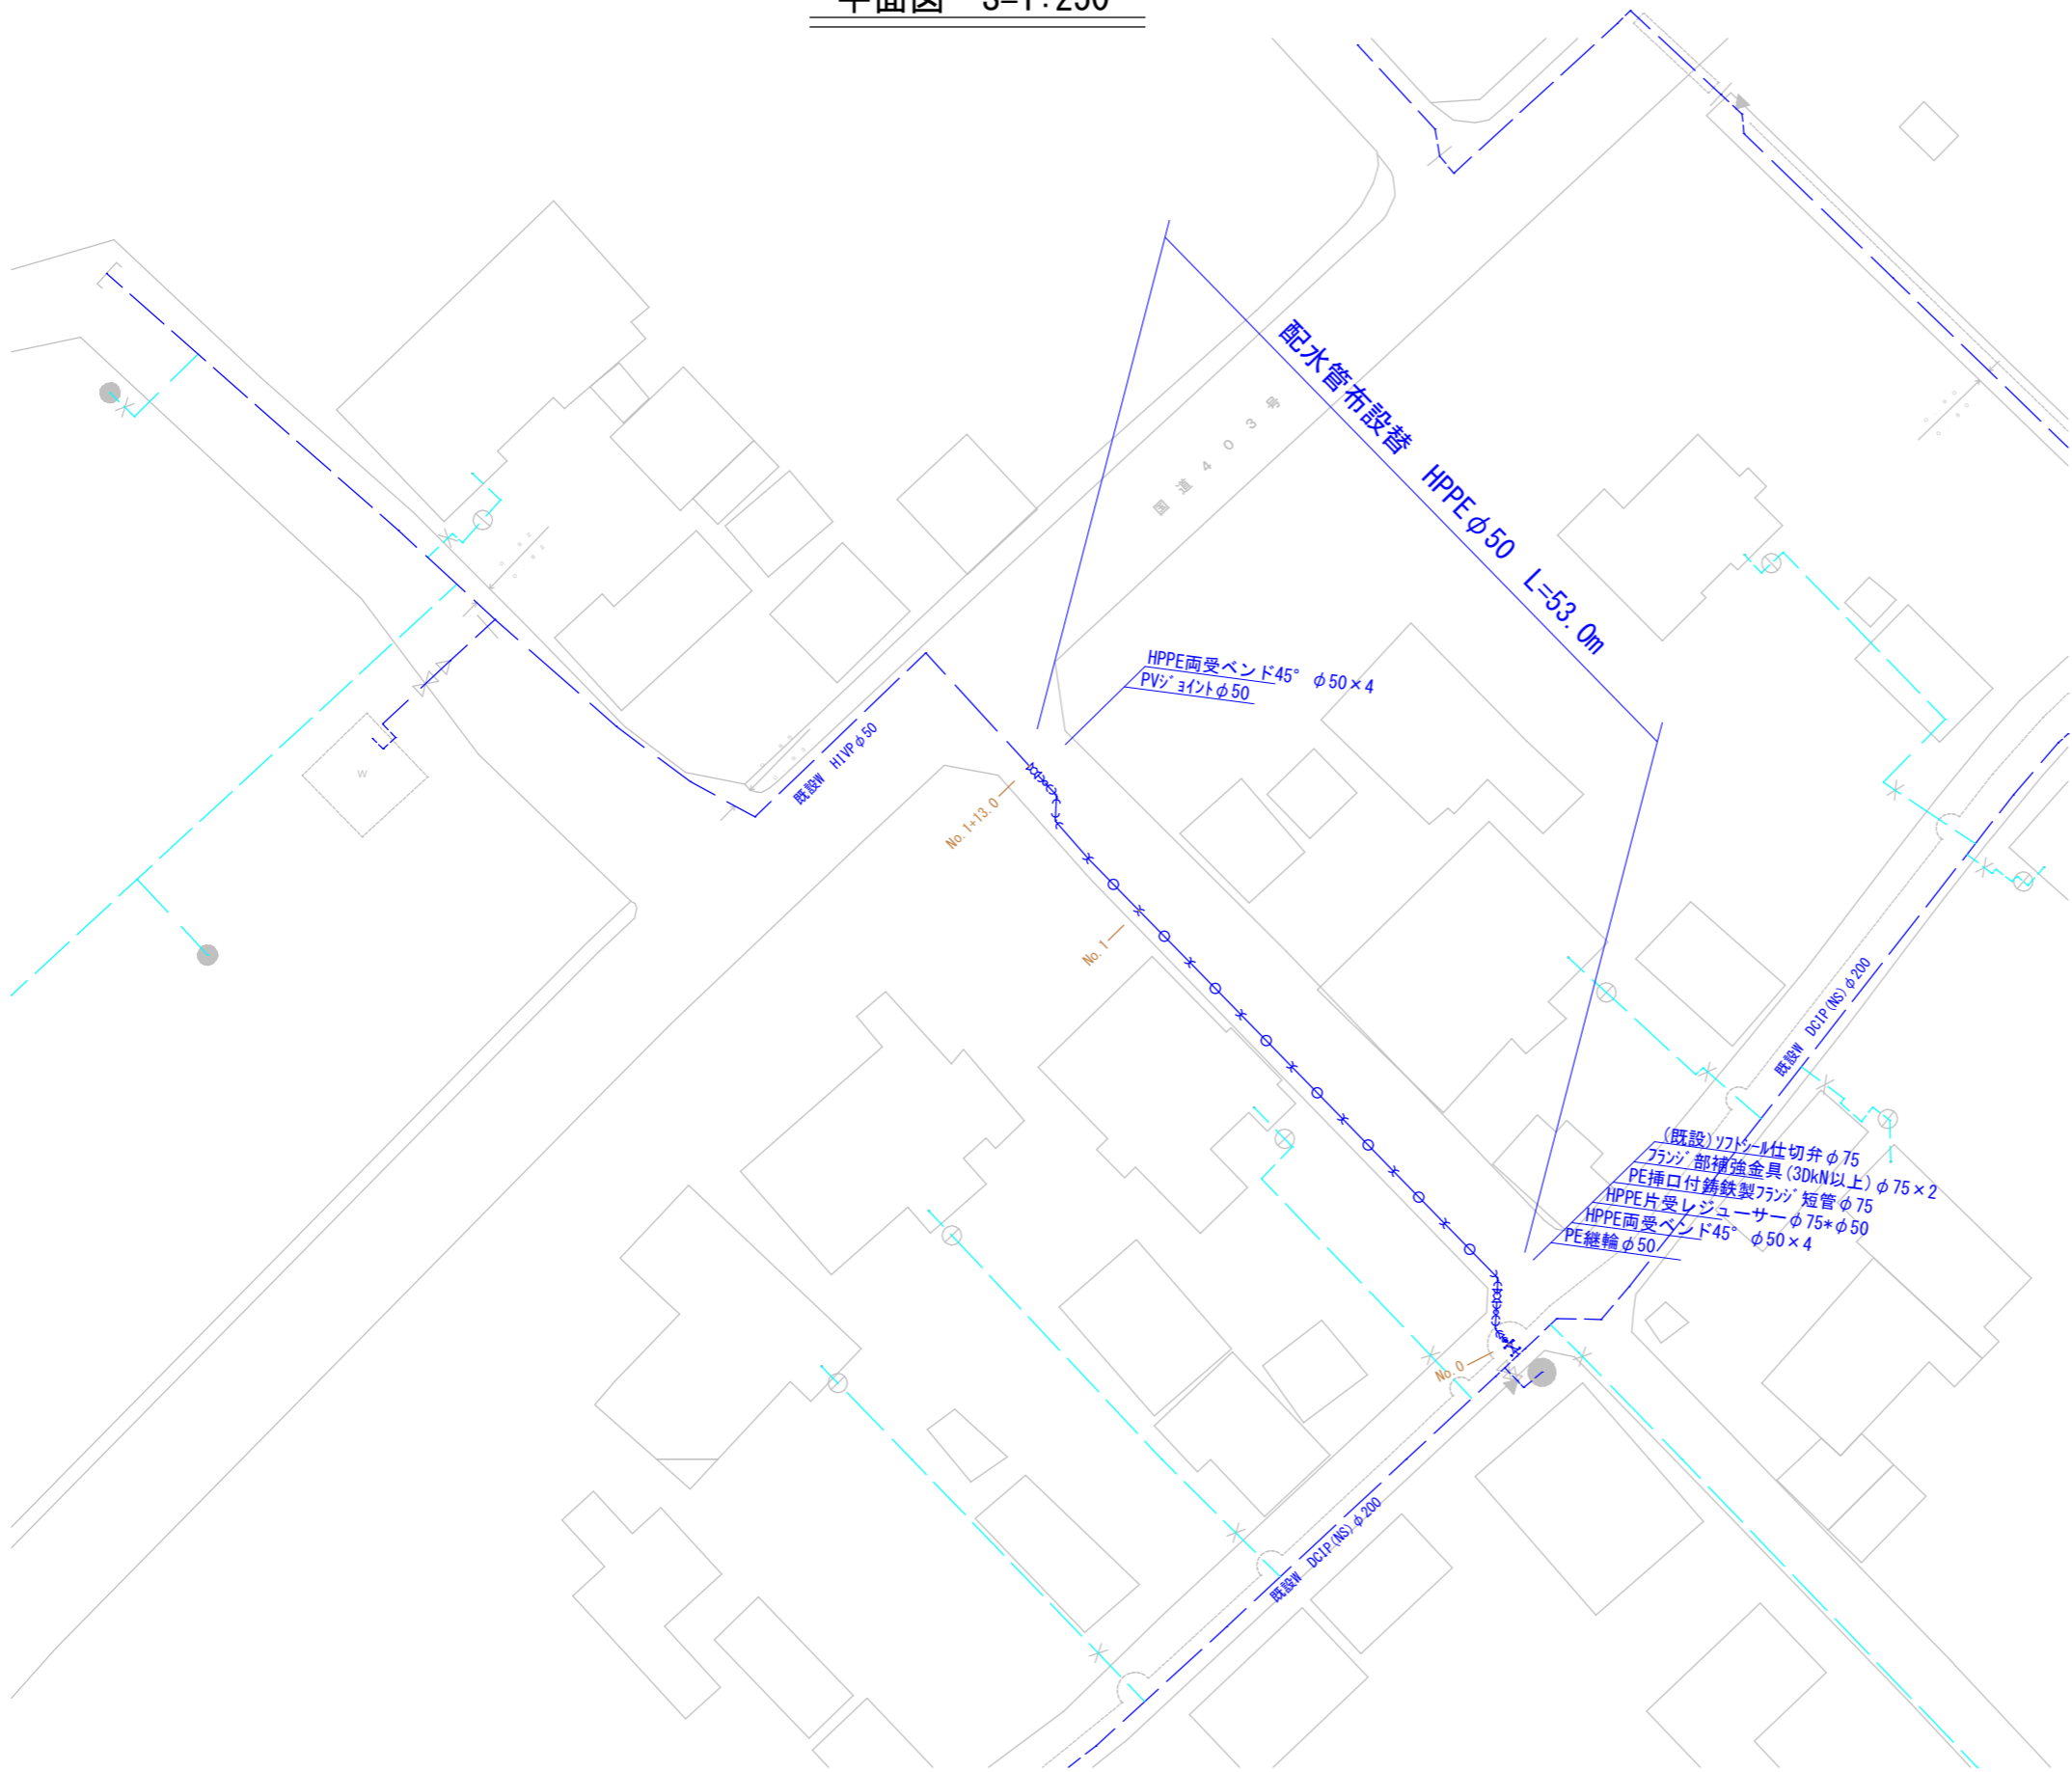 平面図 S=1:250
国道403号
配水管布設替 HPPEφ50 L=53.0m
HPPE両受ベンド45° φ50×4
PVジョイントφ50
既設W HIVPφ50
W
No.1+13.0
No.1
既設W DCIP(NS)φ200
(既設)ソフトシール仕切弁φ75
フランジ部補強金具(3DkN以上)φ75×2
PE挿口付鋳鉄製フランジ短管φ75
HPPE片受レジューサーφ75*φ50
HPPE両受ベンド45° φ50×4
PE継輪φ50
No.0
既設W DCIP(NS)φ200